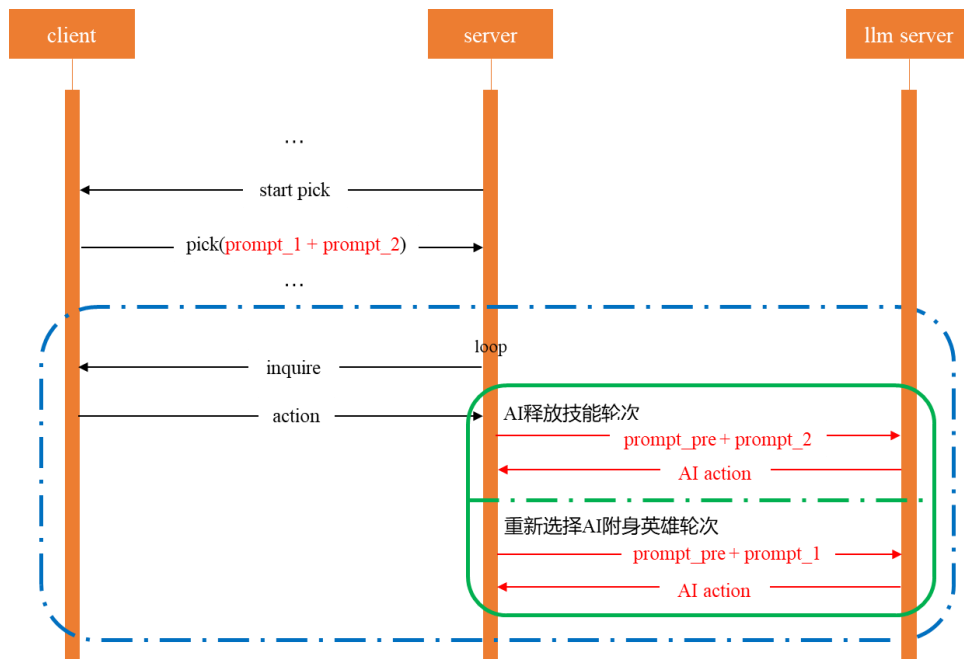 client
server
llm server
...
start pick
pick(prompt_1 + prompt_2)
...
loop
inquire
action
AI释放技能轮次
prompt_pre + prompt_2
AI action
重新选择AI附身英雄轮次
prompt_pre + prompt_1
AI action